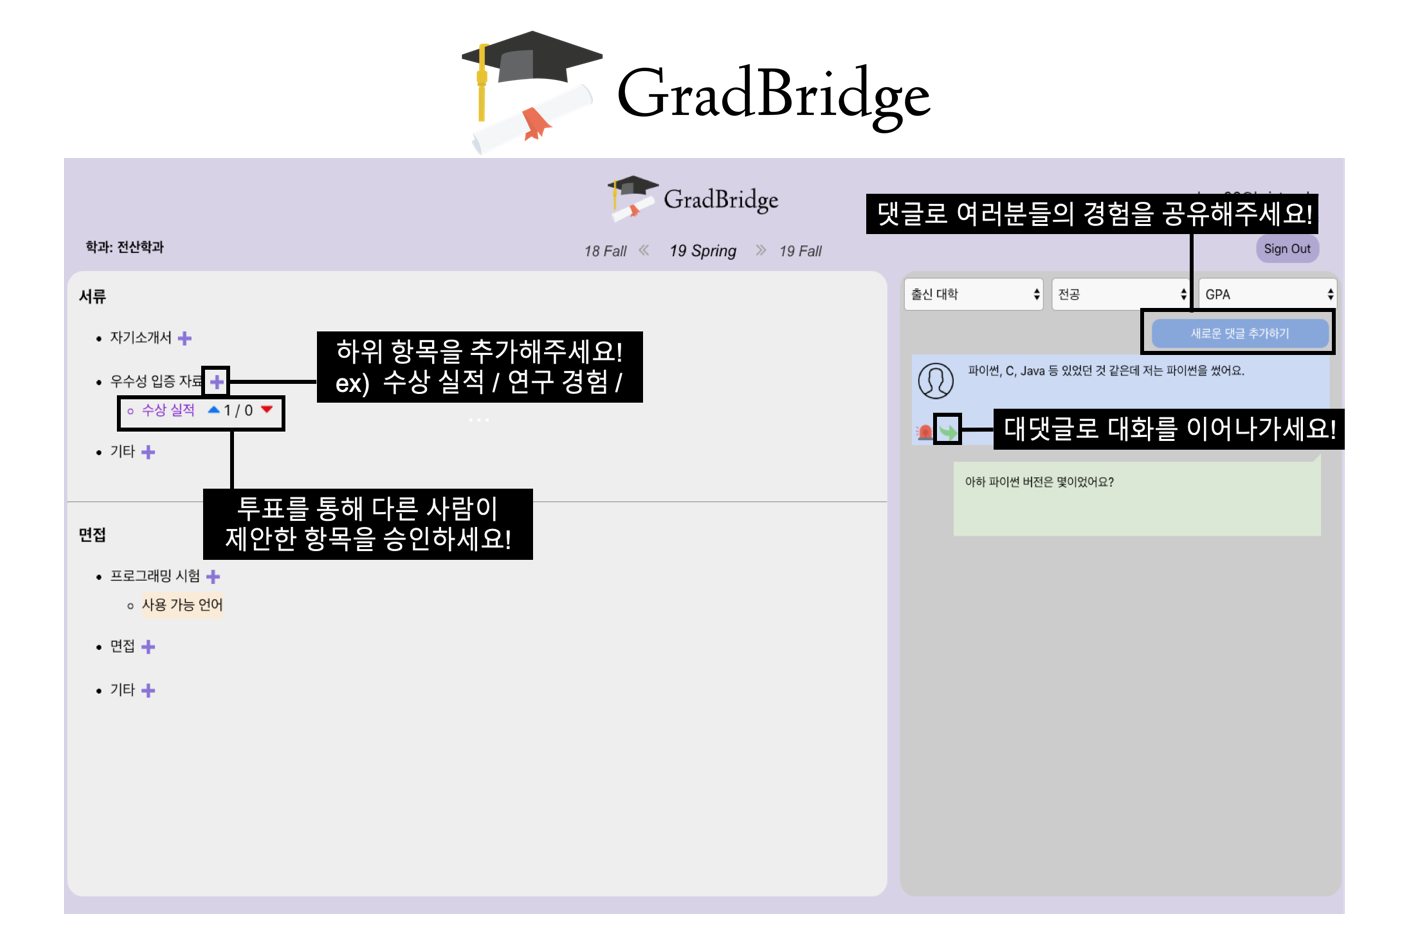 GradBridge
GradBridge
댓글로 여러분들의 경험을 공유해주세요!
학과: 전산학과
18 Fall « 19 Spring » 19 Fall
Sign Out
서류
자기소개서
우수성 입증 자료
수상 실적 1 / 0
기타
하위 항목을 추가해주세요!
ex) 수상 실적 / 연구 경험 /
...
투표를 통해 다른 사람이
제안한 항목을 승인하세요!
면접
프로그래밍 시험
사용 가능 언어
면접
기타
출신 대학
전공
GPA
새로운 댓글 추가하기
파이썬, C, Java 등 있었던 것 같은데 저는 파이썬을 썼어요.
대댓글로 대화를 이어나가세요!
아하 파이썬 버전은 몇이었어요?